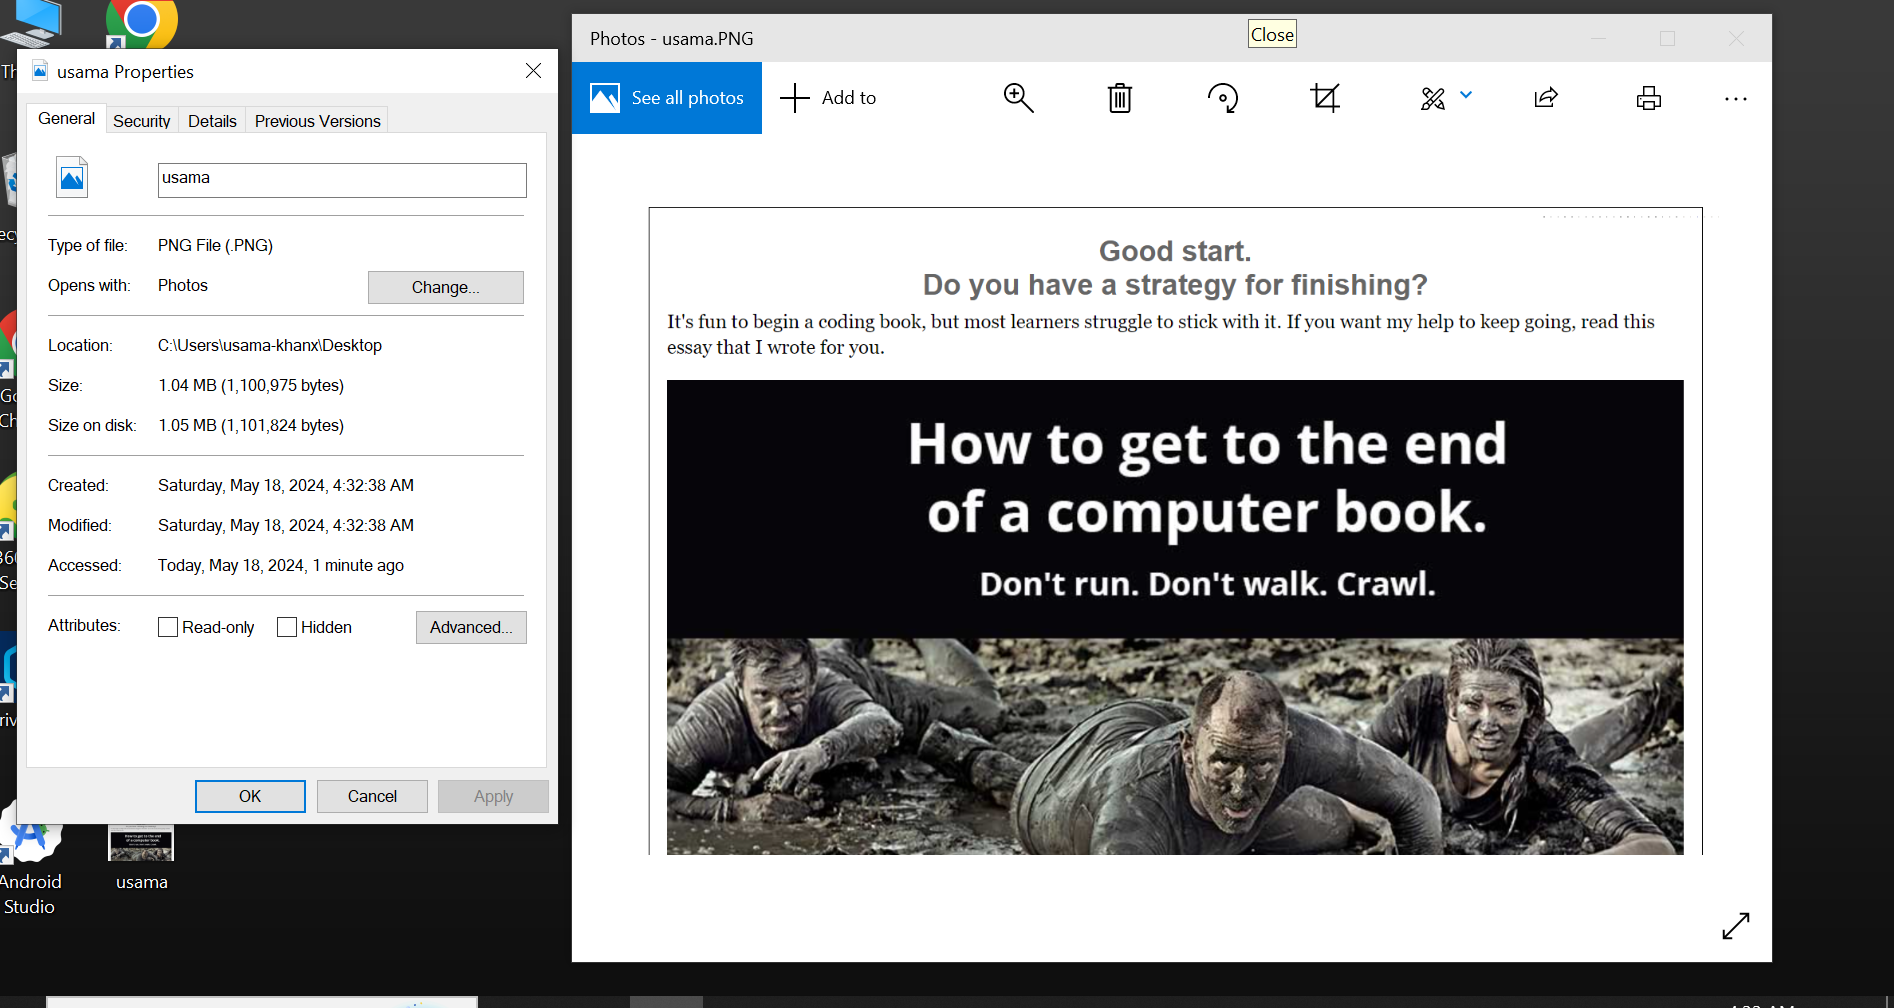 usama Properties
General
Security
Details
Previous Versions
usama
Type of file: PNG File (.PNG)
Opens with: Photos
Change...
Location: C:\Users\usama-khanx\Desktop
Size: 1.04 MB (1,100,975 bytes)
Size on disk: 1.05 MB (1,101,824 bytes)
Created: Saturday, May 18, 2024, 4:32:38 AM
Modified: Saturday, May 18, 2024, 4:32:38 AM
Accessed: Today, May 18, 2024, 1 minute ago
Attributes: Read-only Hidden
Advanced...
OK Cancel Apply
Android
Studio
usama
Photos - usama.PNG
Close
See all photos
Add to
Good start.
Do you have a strategy for finishing?
It's fun to begin a coding book, but most learners struggle to stick with it. If you want my help to keep going, read this
essay that I wrote for you.
How to get to the end
of a computer book.
Don't run. Don't walk. Crawl.